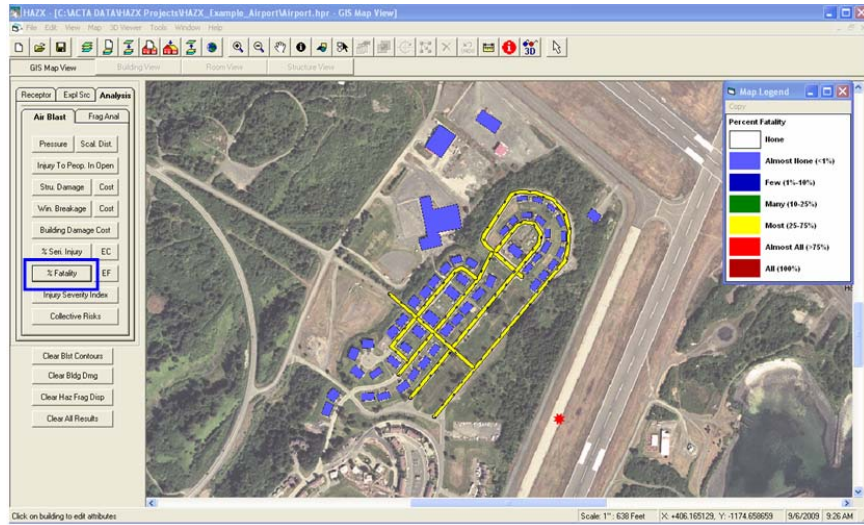 HAZX - [C:\ACTA DATA\HAZX Projects\HAZX_Example_Airport\Airport.hpr - GIS Map View]
File Edit View Map 3D Viewer Tools Window Help
3D
GIS Map View Building View Room View Structure View
Receptor Expl Src Analysis
Air Blast Frag Anal
Pressure Scal. Dist.
Injury To Peop. In Open
Stru. Damage Cost
Win. Breakage Cost
Building Damage Cost
% Seri. Injury EC
% Fatality EF
Injury Severity Index
Collective Risks
Clear Blst Contours
Clear Bldg Dmg
Clear Haz Frag Disp
Clear All Results
Map Legend
Copy
Percent Fatality
None
Almost None (<1%)
Few (1%-10%)
Many (10-25%)
Most (25-75%)
Almost All (>75%)
All (100%)
Click on building to edit attributes
Scale: 1" : 638 Feet X: +406.165129, Y: -1174.658659 9/6/2009 9:26 AM